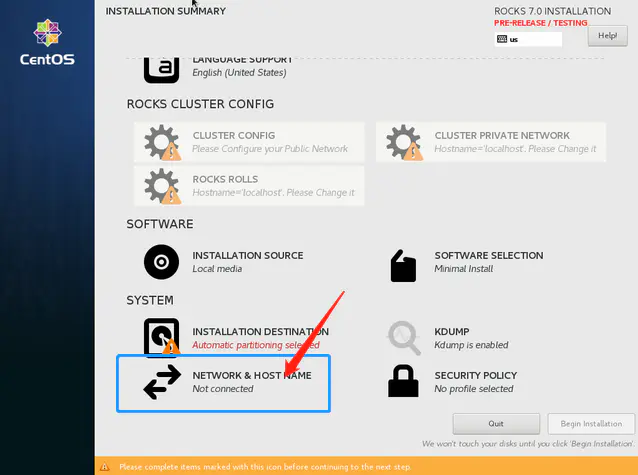 INSTALLATION SUMMARY
ROCKS 7.0 INSTALLATION
PRE-RELEASE / TESTING
us
Help!
CentOS
LANGUAGE SUPPORT
English (United States)
ROCKS CLUSTER CONFIG
CLUSTER CONFIG
Please Configure your Public Network
CLUSTER PRIVATE NETWORK
Hostname='localhost'. Please Change it
ROCKS ROLLS
Hostname='localhost'. Please Change it
SOFTWARE
INSTALLATION SOURCE
Local media
SOFTWARE SELECTION
Minimal Install
SYSTEM
INSTALLATION DESTINATION
Automatic partitioning selected
KDUMP
Kdump is enabled
NETWORK & HOST NAME
Not connected
SECURITY POLICY
No profile selected
Quit
Begin Installation
We won't touch your disks until you click 'Begin Installation'.
Please complete items marked with this icon before continuing to the next step.